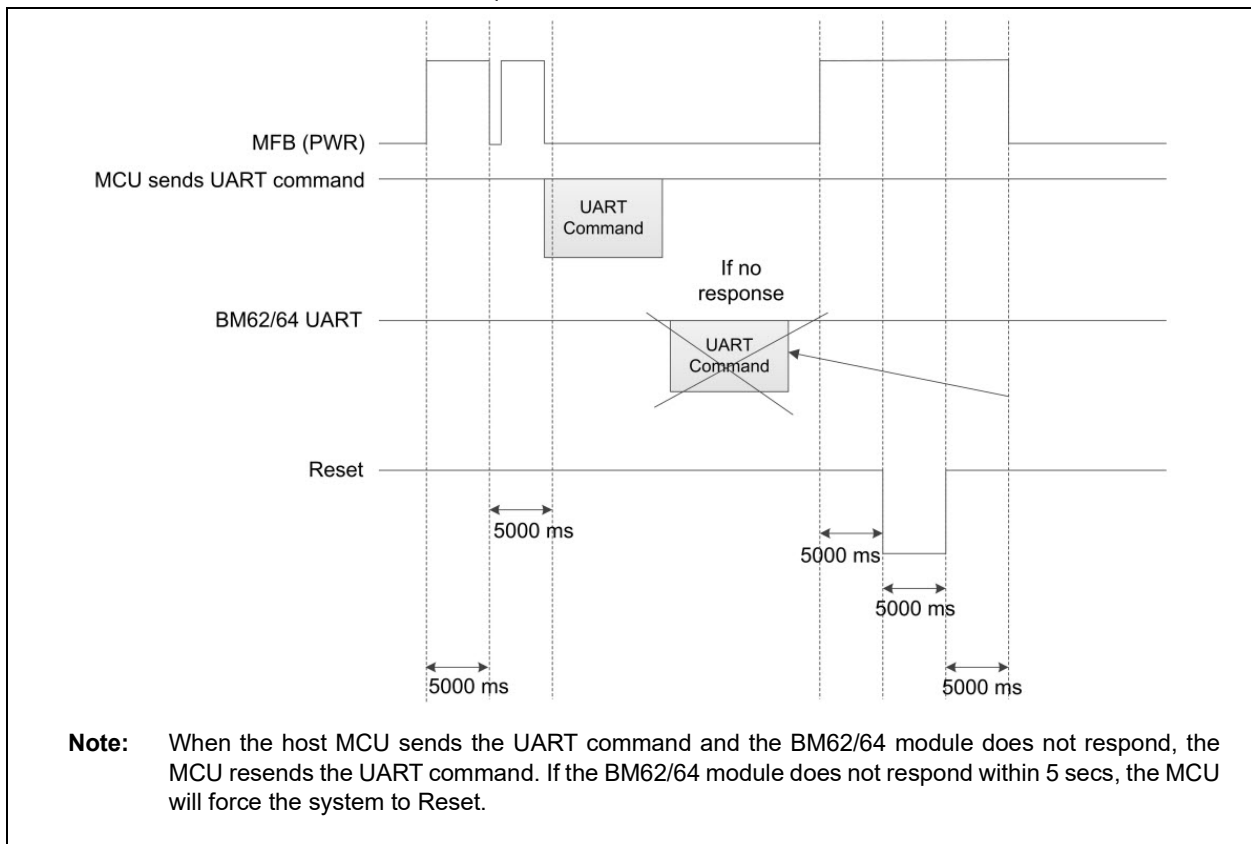 MFB (PWR)
MCU sends UART command
UART
Command
If no
response
BM62/64 UART
UART
Command
Reset
5000 ms
5000 ms
5000 ms
5000 ms
5000 ms
Note: When the host MCU sends the UART command and the BM62/64 module does not respond, the
MCU resends the UART command. If the BM62/64 module does not respond within 5 secs, the MCU
will force the system to Reset.